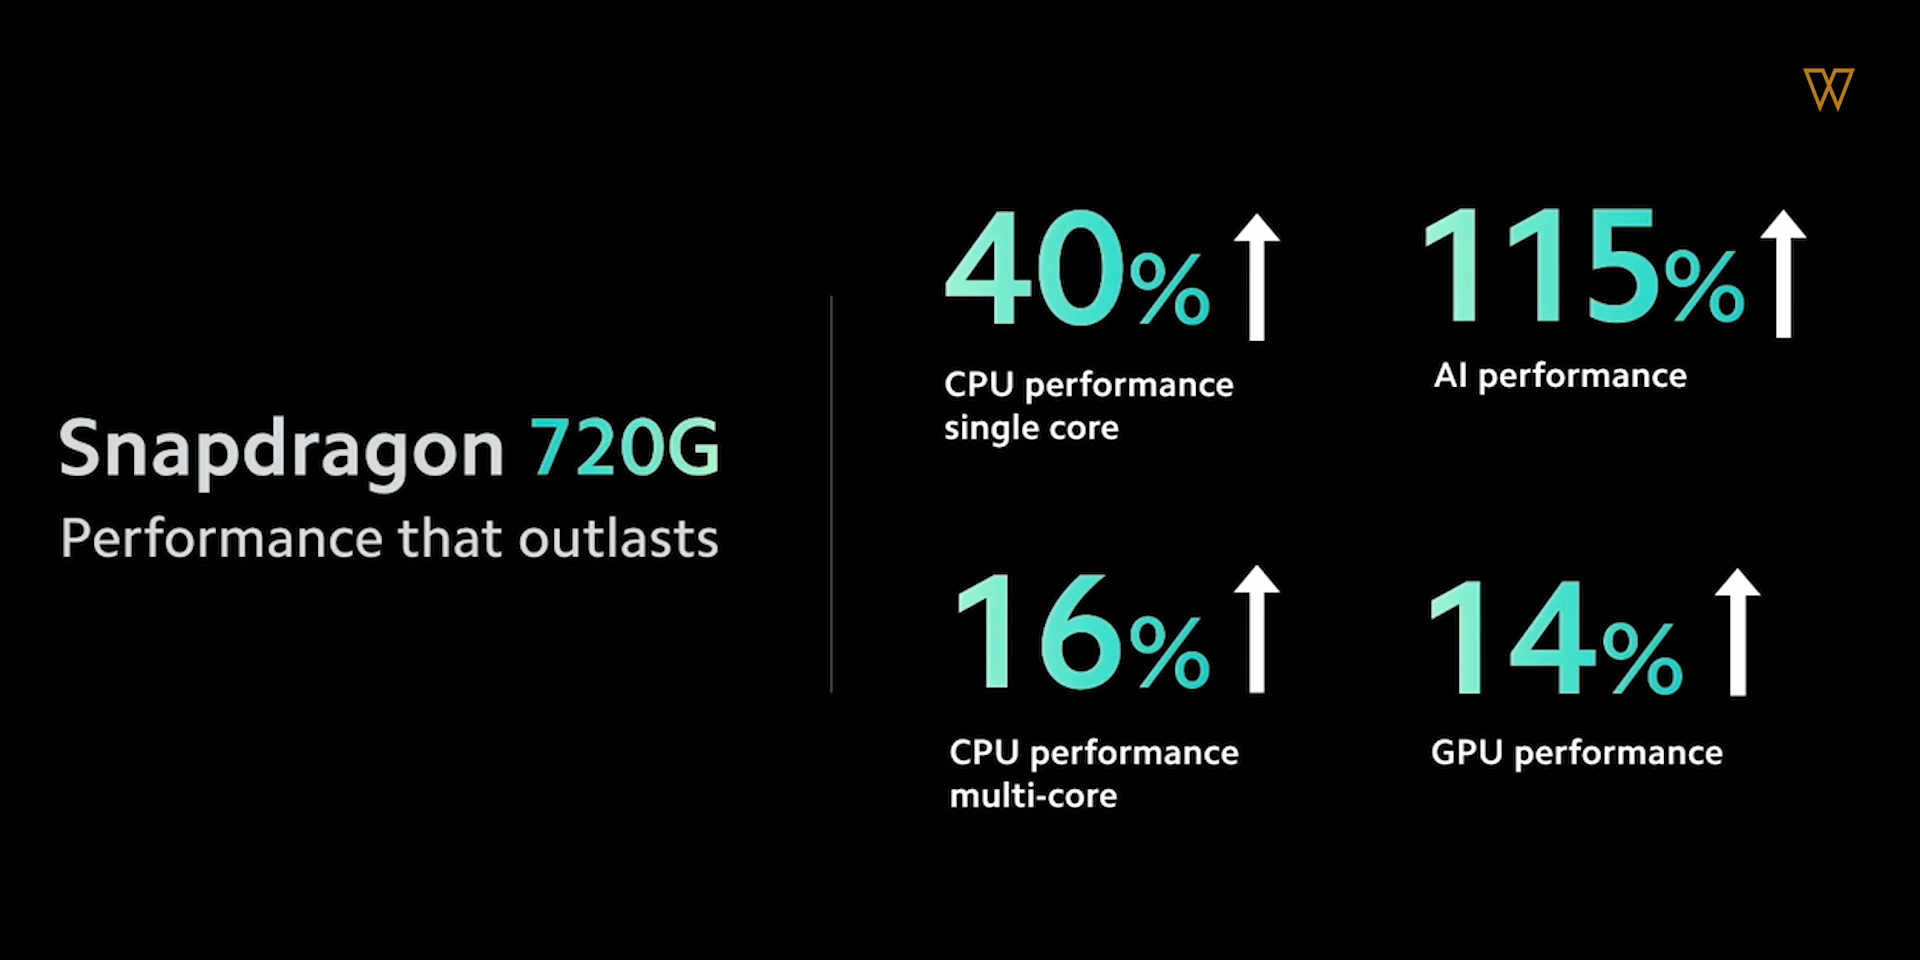 Snapdragon 720G
Performance that outlasts
40%
CPU performance
single core
115%
AI performance
16%
CPU performance
multi-core
14%
GPU performance
W